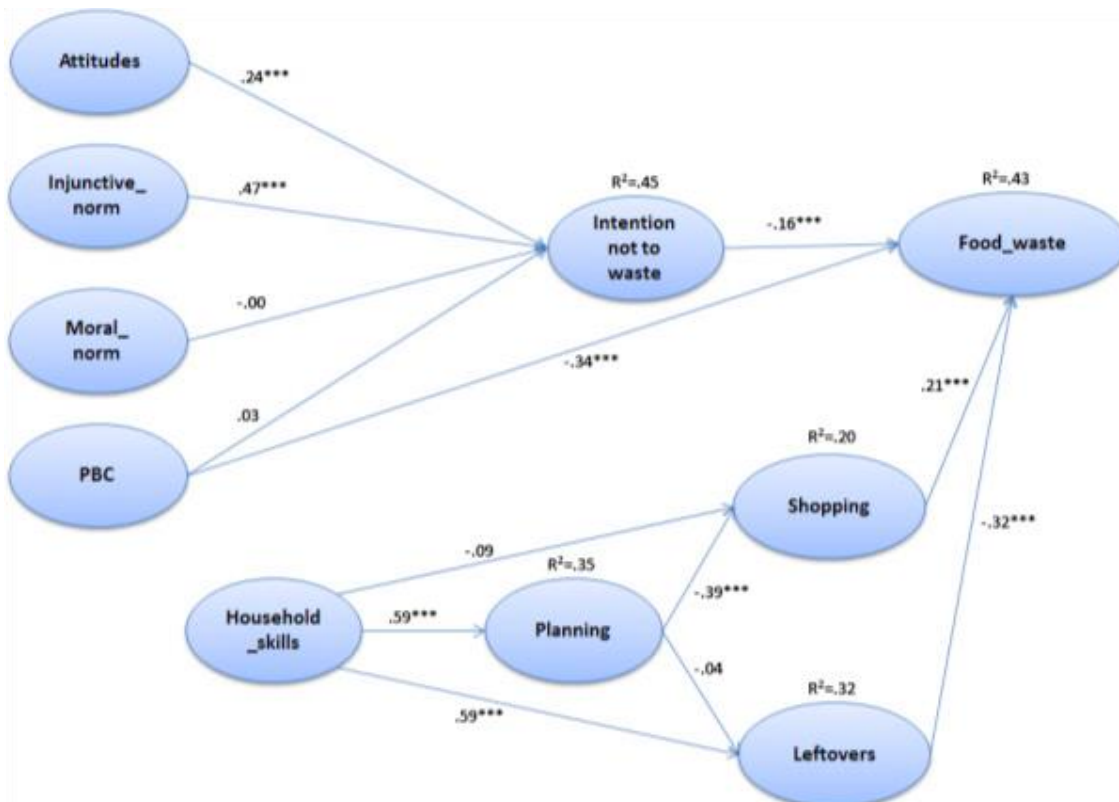 Attitudes
.24***
Injunctive_
norm
.47***
R²=.45
Intention
not to
waste
-.16***
R²=.43
Food_waste
Moral_
norm
-.00
-.34***
PBC
.03
.21***
R²=.20
Shopping
-.32***
-.09
R²=.35
-.39***
Household
_skills
.59***
Planning
-.04
.59***
R²=.32
Leftovers